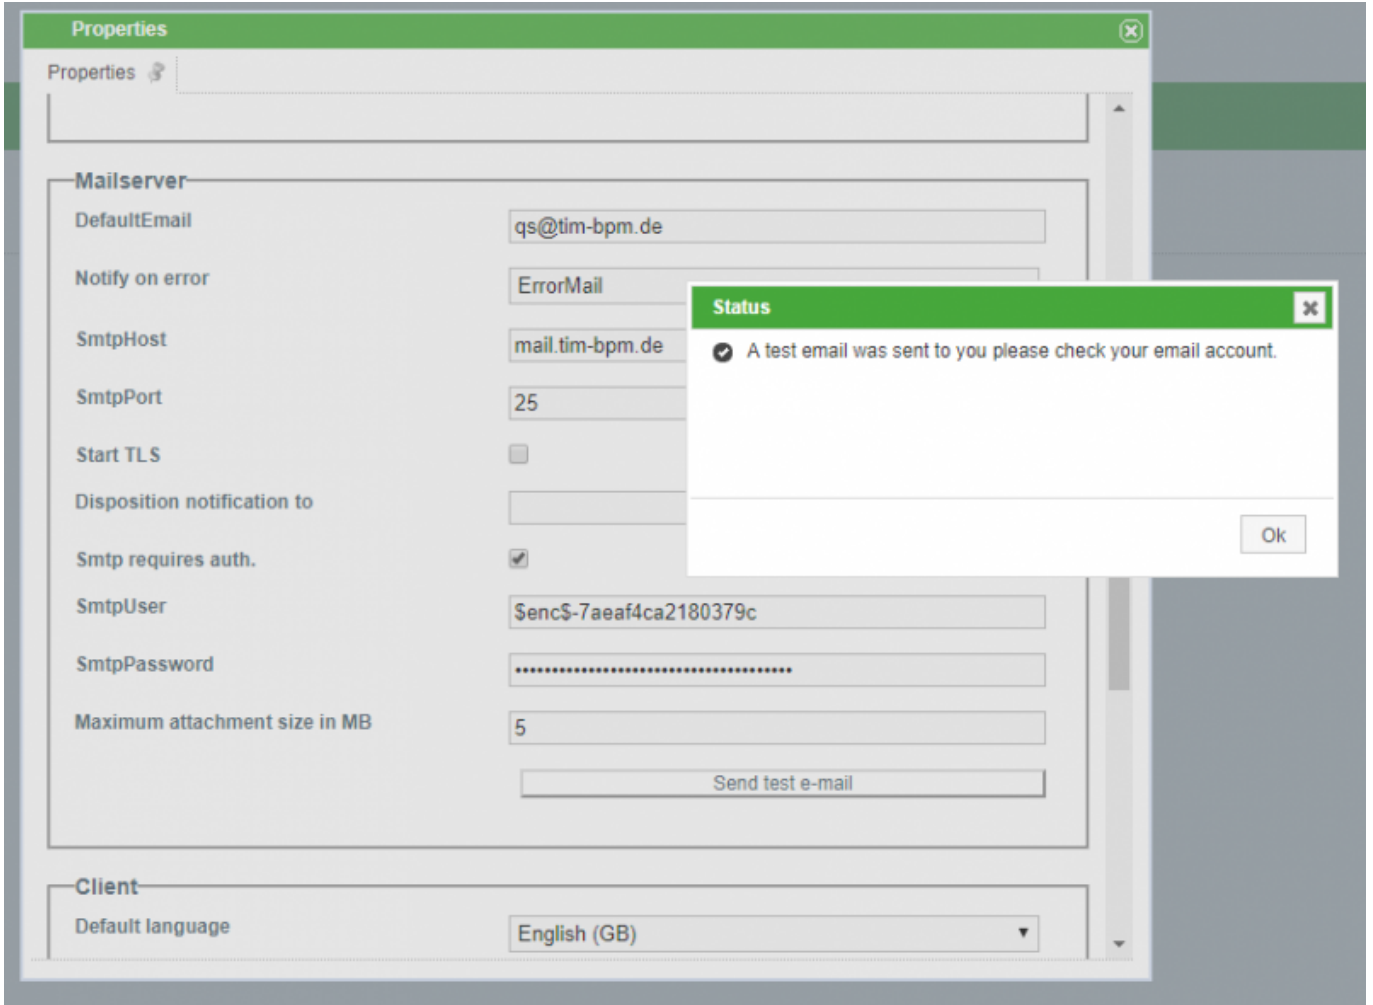 Properties
Properties
Mailserver
DefaultEmail
qs@tim-bpm.de
Notify on error
ErrorMail
Status
A test email was sent to you please check your email account.
SmtpHost
mail.tim-bpm.de
SmtpPort
25
Start TLS
Disposition notification to
Ok
Smtp requires auth.
SmtpUser
$enc$-7aeaf4ca2180379c
SmtpPassword
Maximum attachment size in MB
5
Send test e-mail
Client
Default language
English (GB)